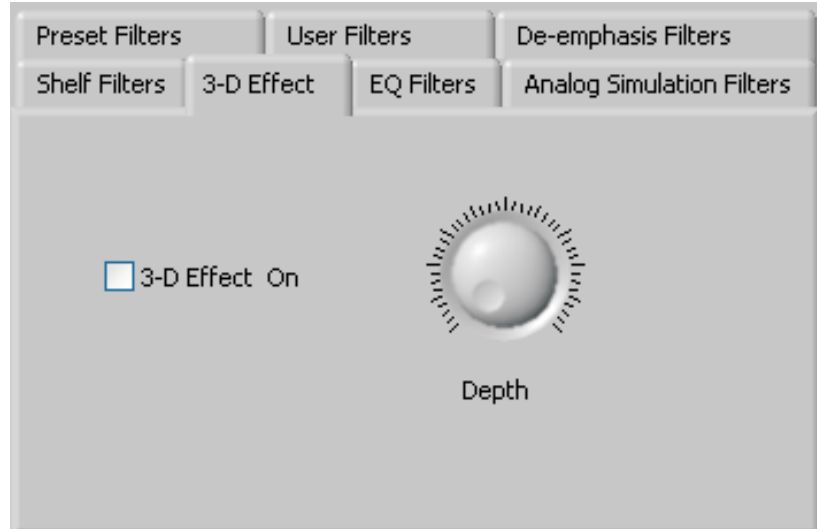 Preset Filters User Filters De-emphasis Filters
Shelf Filters 3-D Effect EQ Filters Analog Simulation Filters
3-D Effect On
Depth